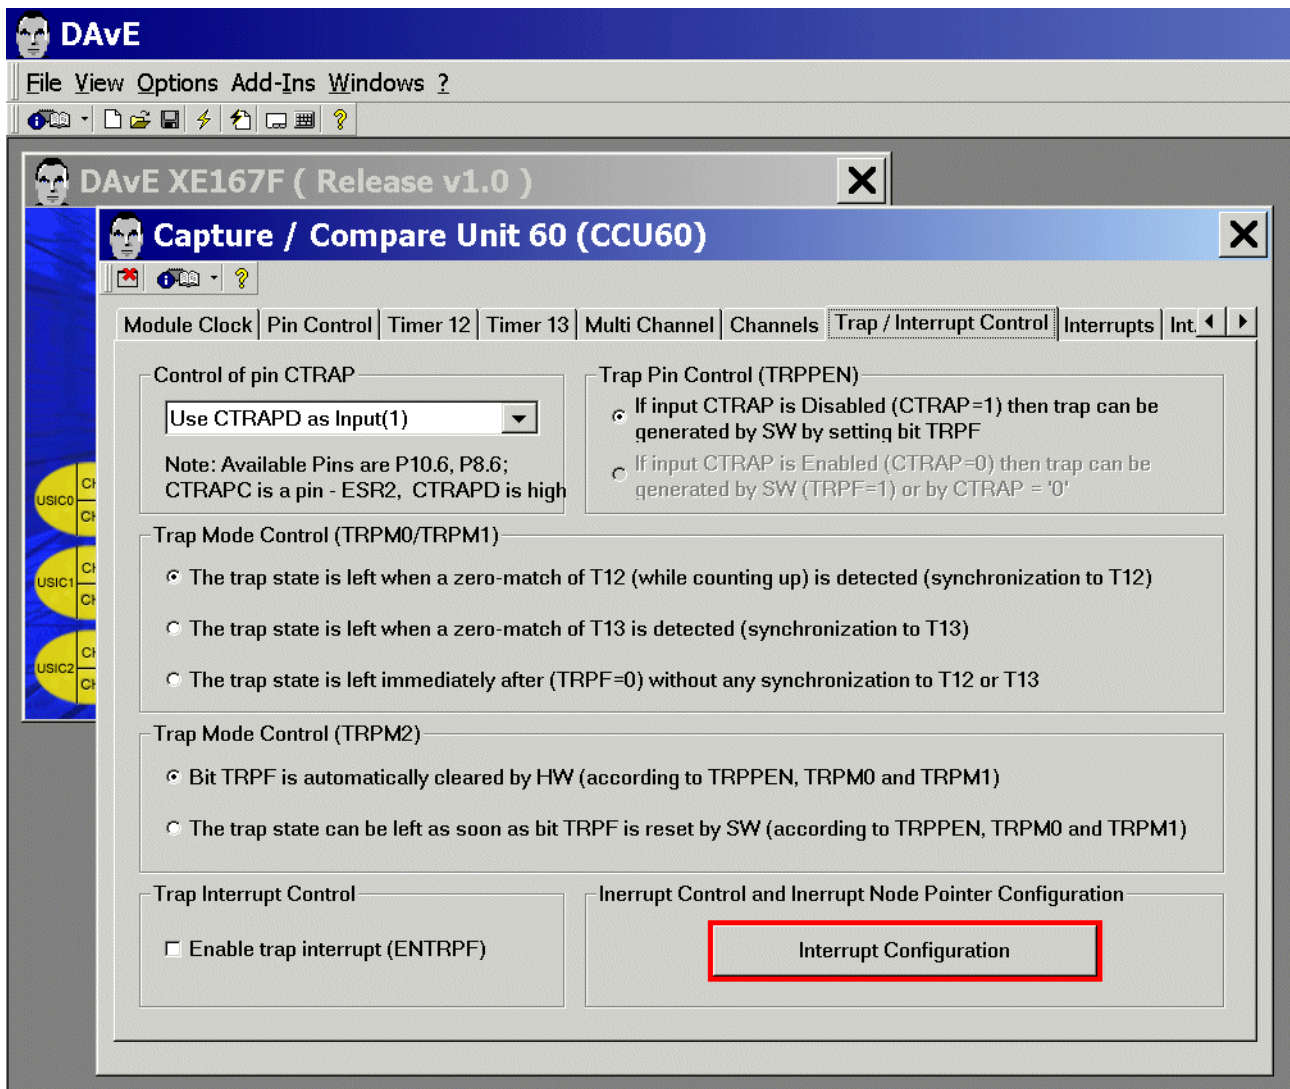 DAvE
File View Options Add-Ins Windows ?
DAvE XE167F ( Release v1.0 )
Capture / Compare Unit 60 (CCU60)
Module Clock Pin Control Timer 12 Timer 13 Multi Channel Channels Trap / Interrupt Control Interrupts Int.
Control of pin CTRAP
Use CTRAPD as Input(1)
Note: Available Pins are P10.6, P8.6;
CTRAPC is a pin - ESR2, CTRAPD is high
Trap Pin Control (TRPPEN)
If input CTRAP is Disabled (CTRAP=1) then trap can be
generated by SW by setting bit TRPF
If input CTRAP is Enabled (CTRAP=0) then trap can be
generated by SW (TRPF=1) or by CTRAP = '0'
USIC0
CH
CH
USIC1
CH
CH
USIC2
CH
CH
Trap Mode Control (TRPM0/TRPM1)
The trap state is left when a zero-match of T12 (while counting up) is detected (synchronization to T12)
The trap state is left when a zero-match of T13 is detected (synchronization to T13)
The trap state is left immediately after (TRPF=0) without any synchronization to T12 or T13
Trap Mode Control (TRPM2)
Bit TRPF is automatically cleared by HW (according to TRPPEN, TRPM0 and TRPM1)
The trap state can be left as soon as bit TRPF is reset by SW (according to TRPPEN, TRPM0 and TRPM1)
Trap Interrupt Control
Enable trap interrupt (ENTRPF)
Inerrupt Control and Inerrupt Node Pointer Configuration
Interrupt Configuration